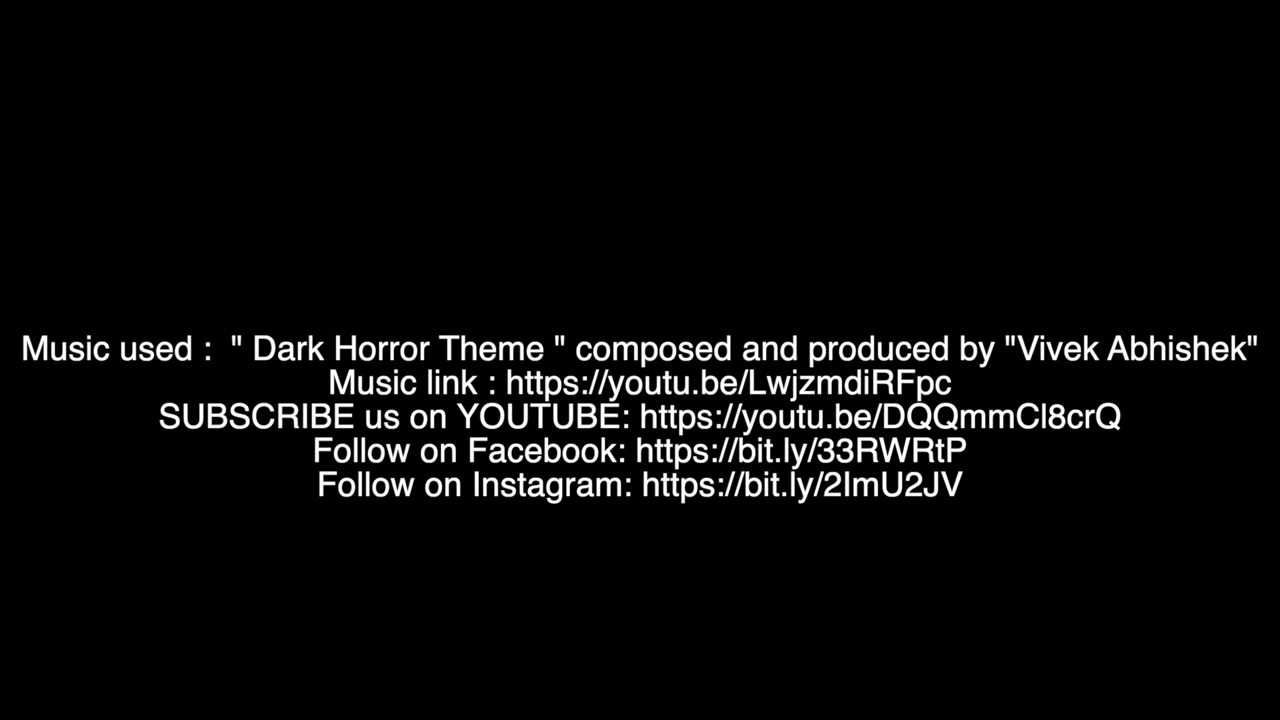 Music used :  " Dark Horror Theme " composed and produced by "Vivek Abhishek"
Music link : https://youtu.be/LwjzmdiRFpc
SUBSCRIBE us on YOUTUBE: https://youtu.be/DQQmmCl8crQ
Follow on Facebook: https://bit.ly/33RWRtP
Follow on Instagram: https://bit.ly/2ImU2JV